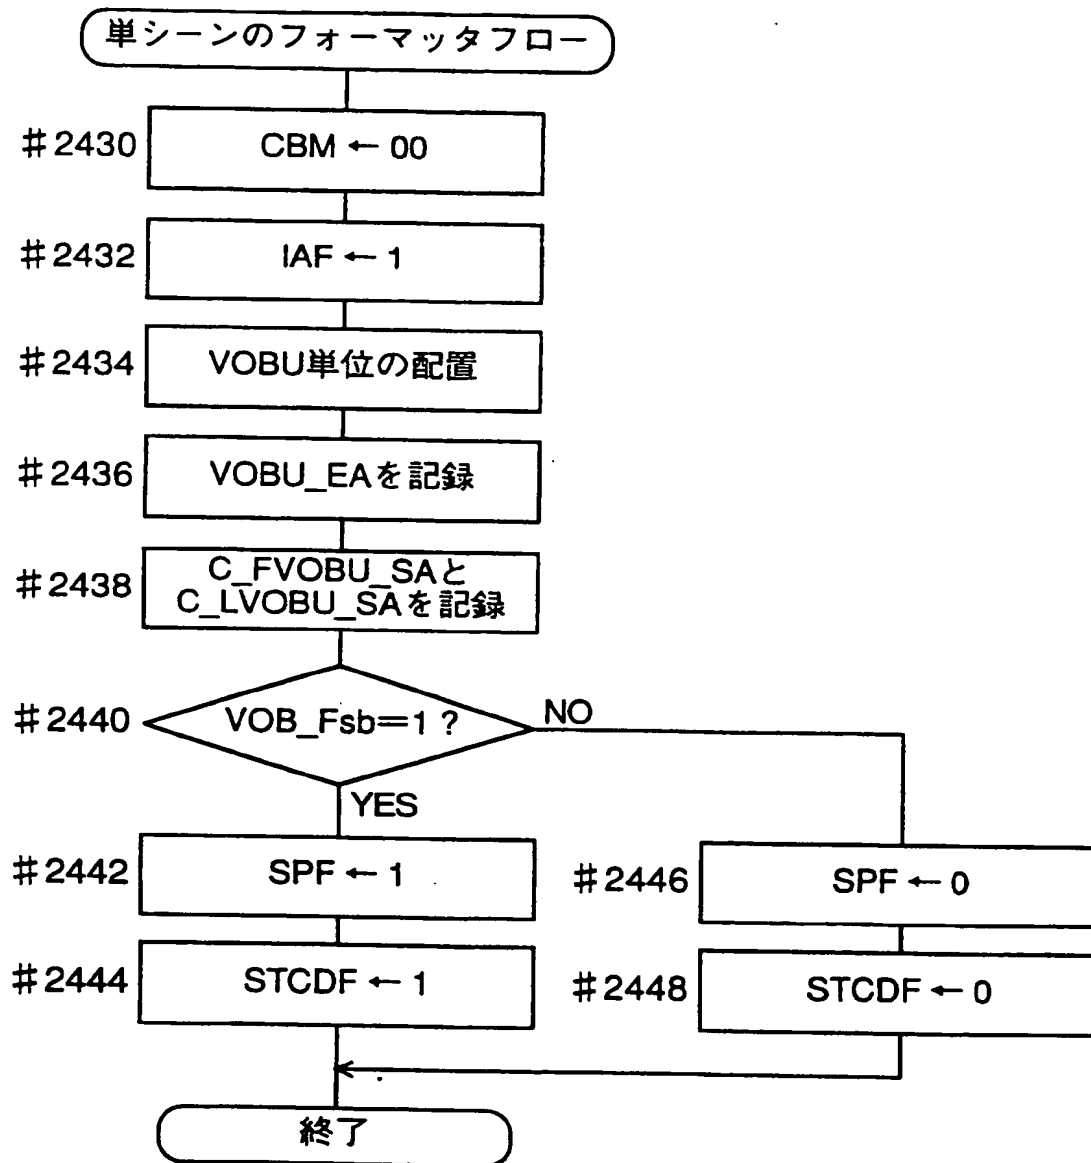 単シーンのフォーマッタフロー
#2430
CBM ← 00
#2432
IAF ← 1
#2434
VOBU単位の配置
#2436
VOBU_EAを記録
#2438
C_FVOBU_SAと
C_LVOBU_SAを記録
#2440
VOB_Fsb=1?
NO
YES
#2442
SPF ← 1
#2446
SPF ← 0
#2444
STCDF ← 1
#2448
STCDF ← 0
終了